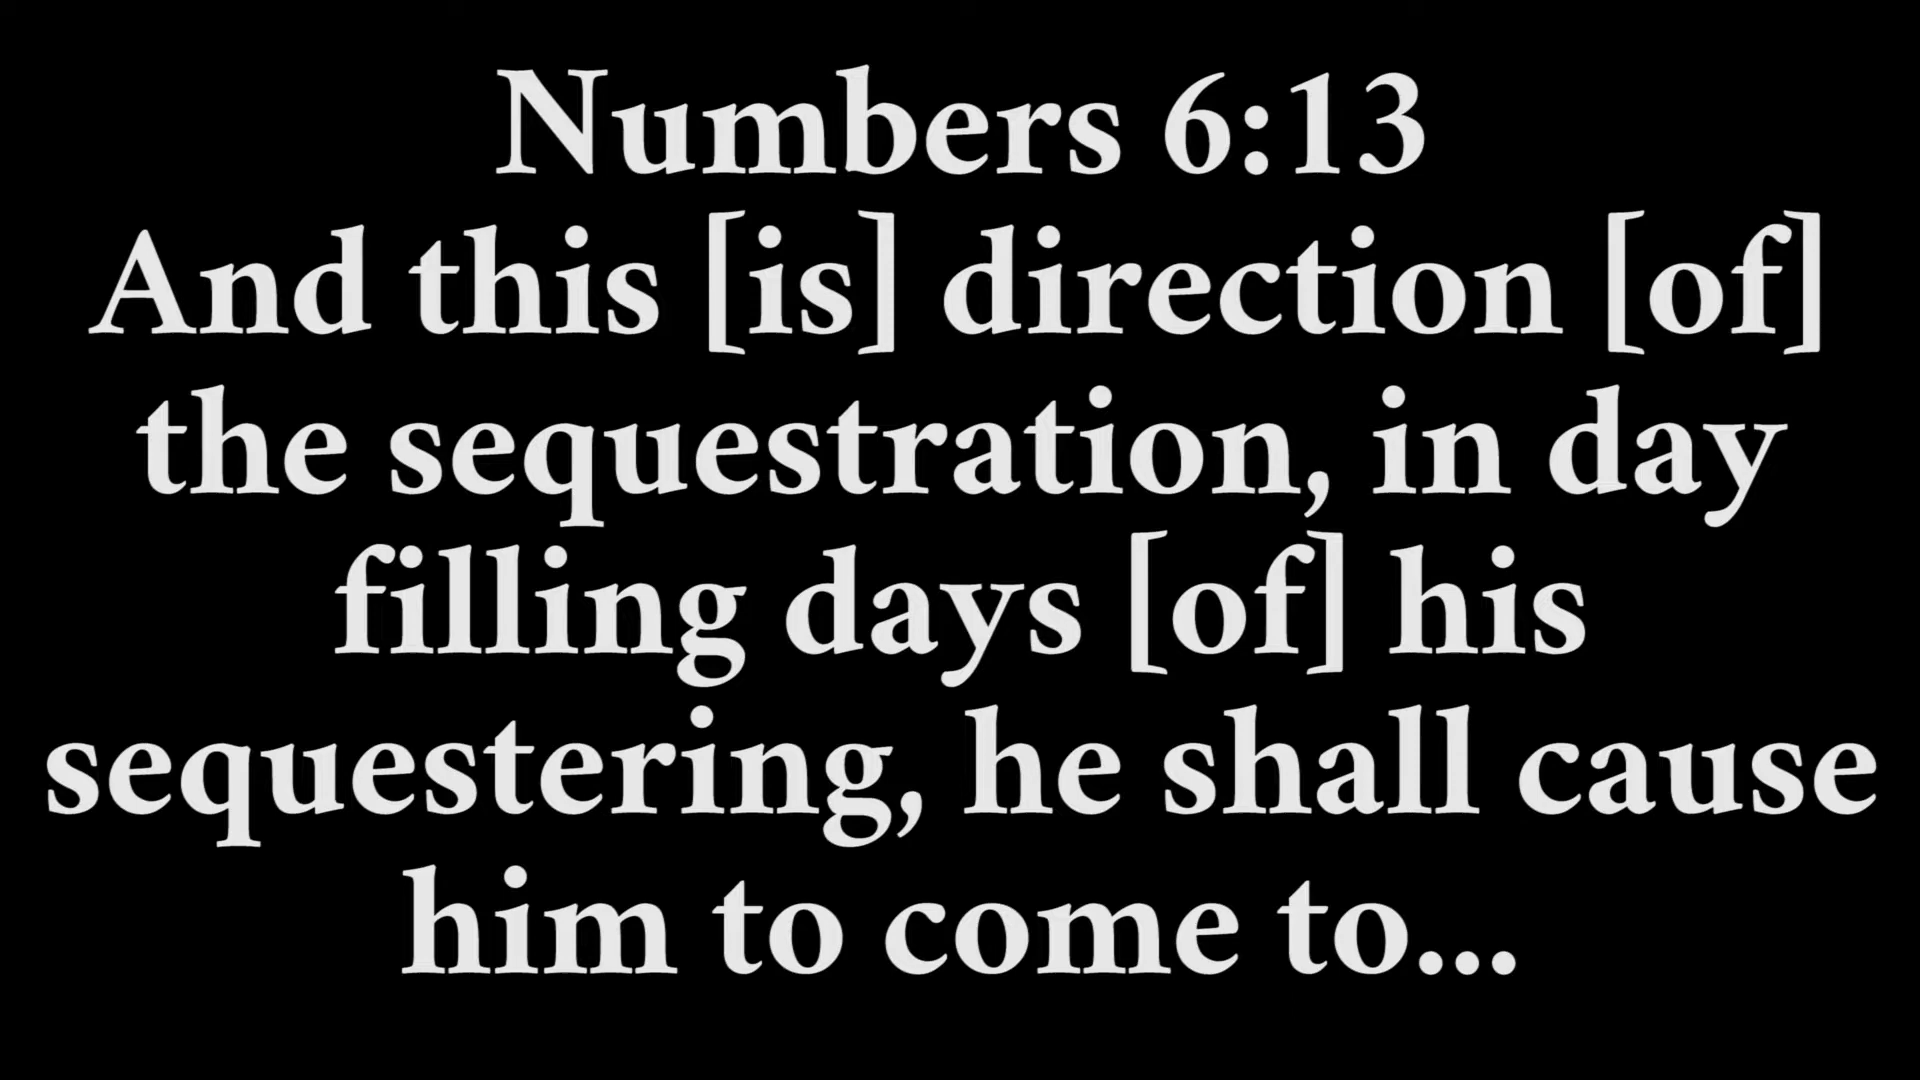 Numbers 6:13
And this [is] direction [of]
the sequestration, in day
filling days [of] his
sequestering, he shall cause
him to come to...